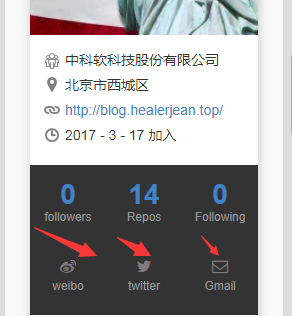 中科软科技股份有限公司
北京市西城区
http://blog.healerjean.top/
2017 - 3 - 17 加入
0 14 0
followers Repos Following
weibo twitter Gmail